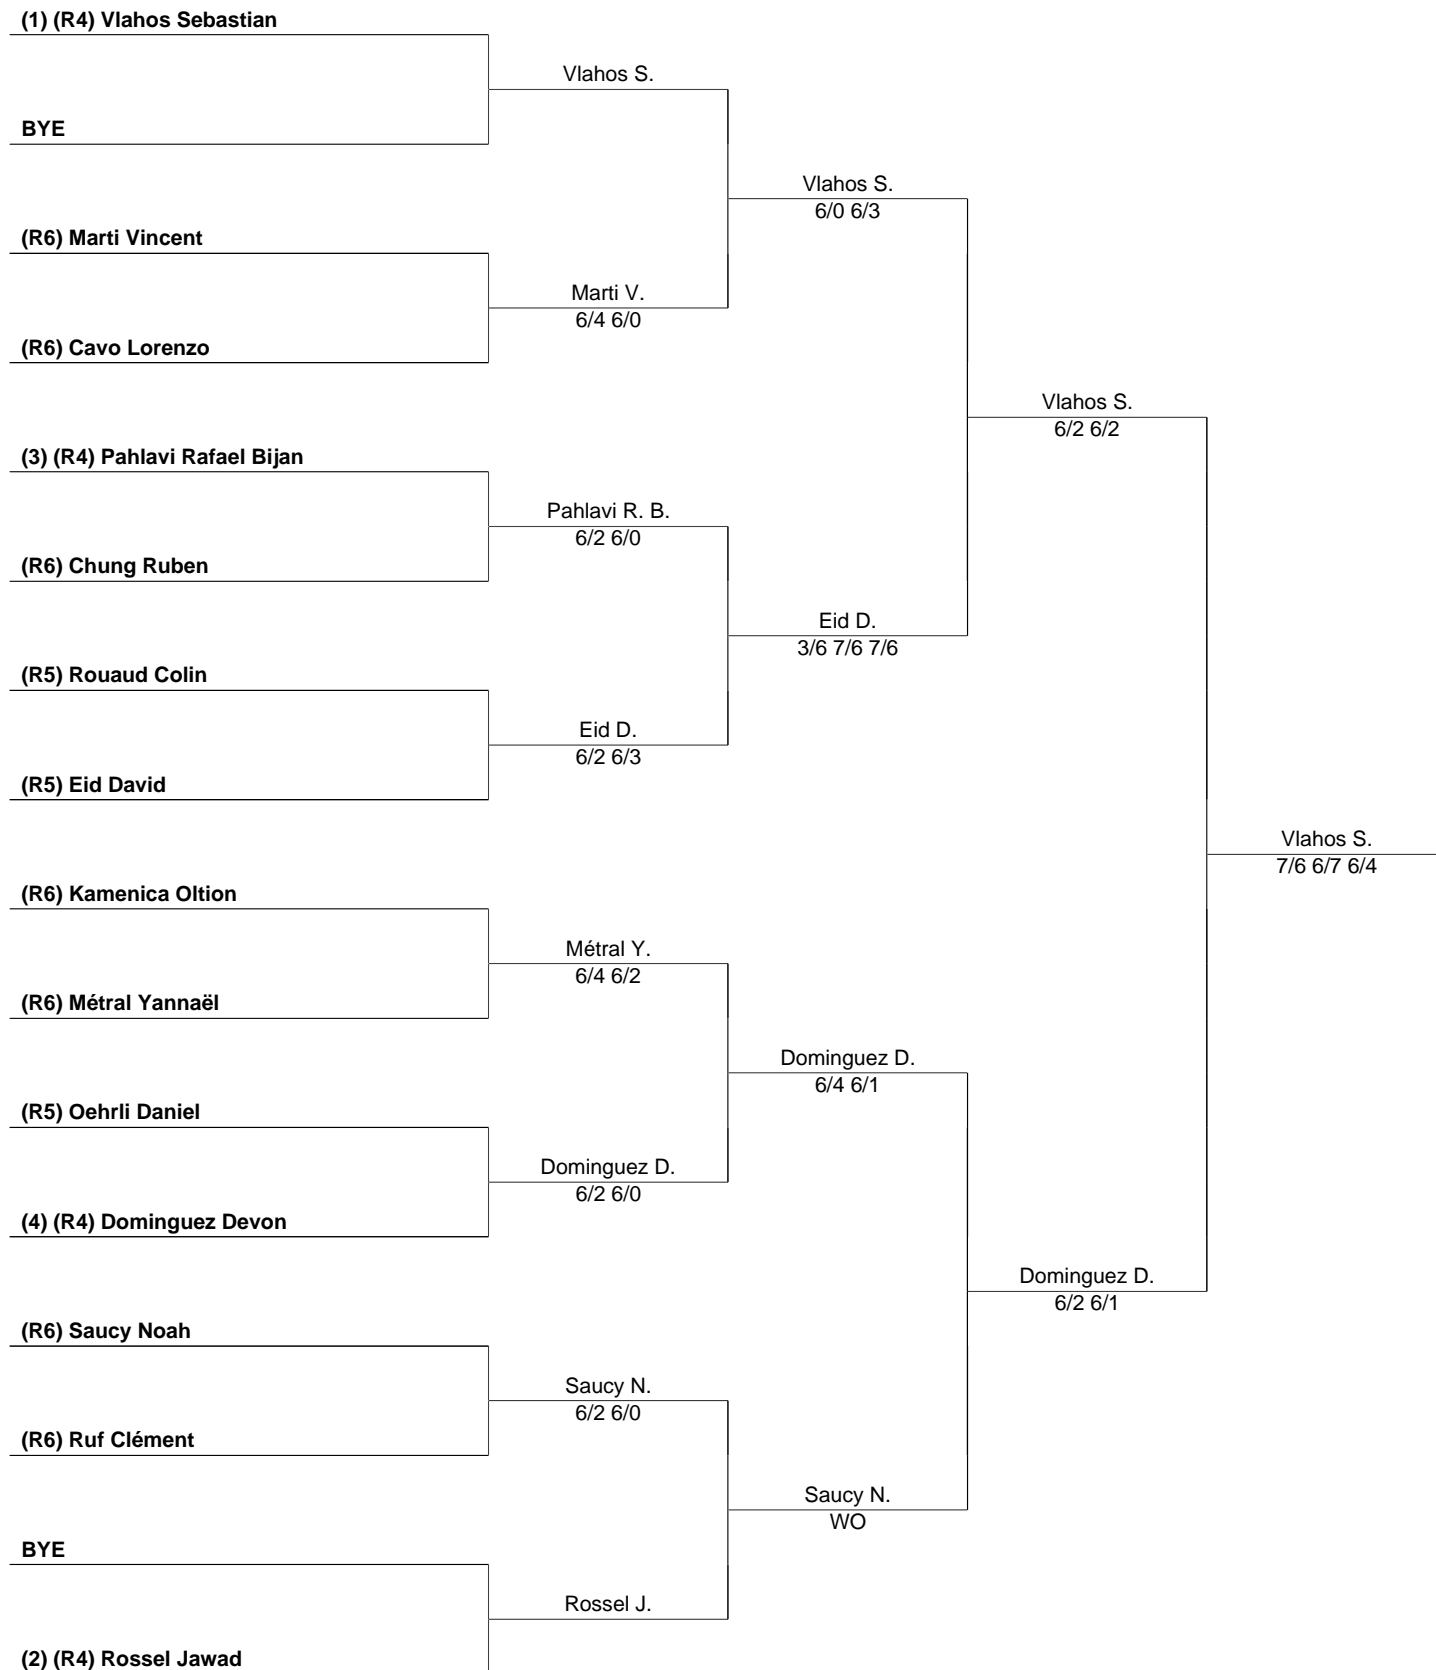 (1) (R4) Vlahos Sebastian
Vlahos S.
BYE
Vlahos S.
6/0 6/3
(R6) Marti Vincent
Marti V.
6/4 6/0
(R6) Cavo Lorenzo
Vlahos S.
6/2 6/2
(3) (R4) Pahlavi Rafael Bijan
Pahlavi R. B.
6/2 6/0
(R6) Chung Ruben
Eid D.
3/6 7/6 7/6
(R5) Rouaud Colin
Eid D.
6/2 6/3
(R5) Eid David
Vlahos S.
7/6 6/7 6/4
(R6) Kamenica Oltion
Métral Y.
6/4 6/2
(R6) Métral Yannaël
Dominguez D.
6/4 6/1
(R5) Oehrli Daniel
Dominguez D.
6/2 6/0
(4) (R4) Dominguez Devon
Dominguez D.
6/2 6/1
(R6) Saucy Noah
Saucy N.
6/2 6/0
(R6) Ruf Clément
Saucy N.
WO
BYE
Rossel J.
(2) (R4) Rossel Jawad